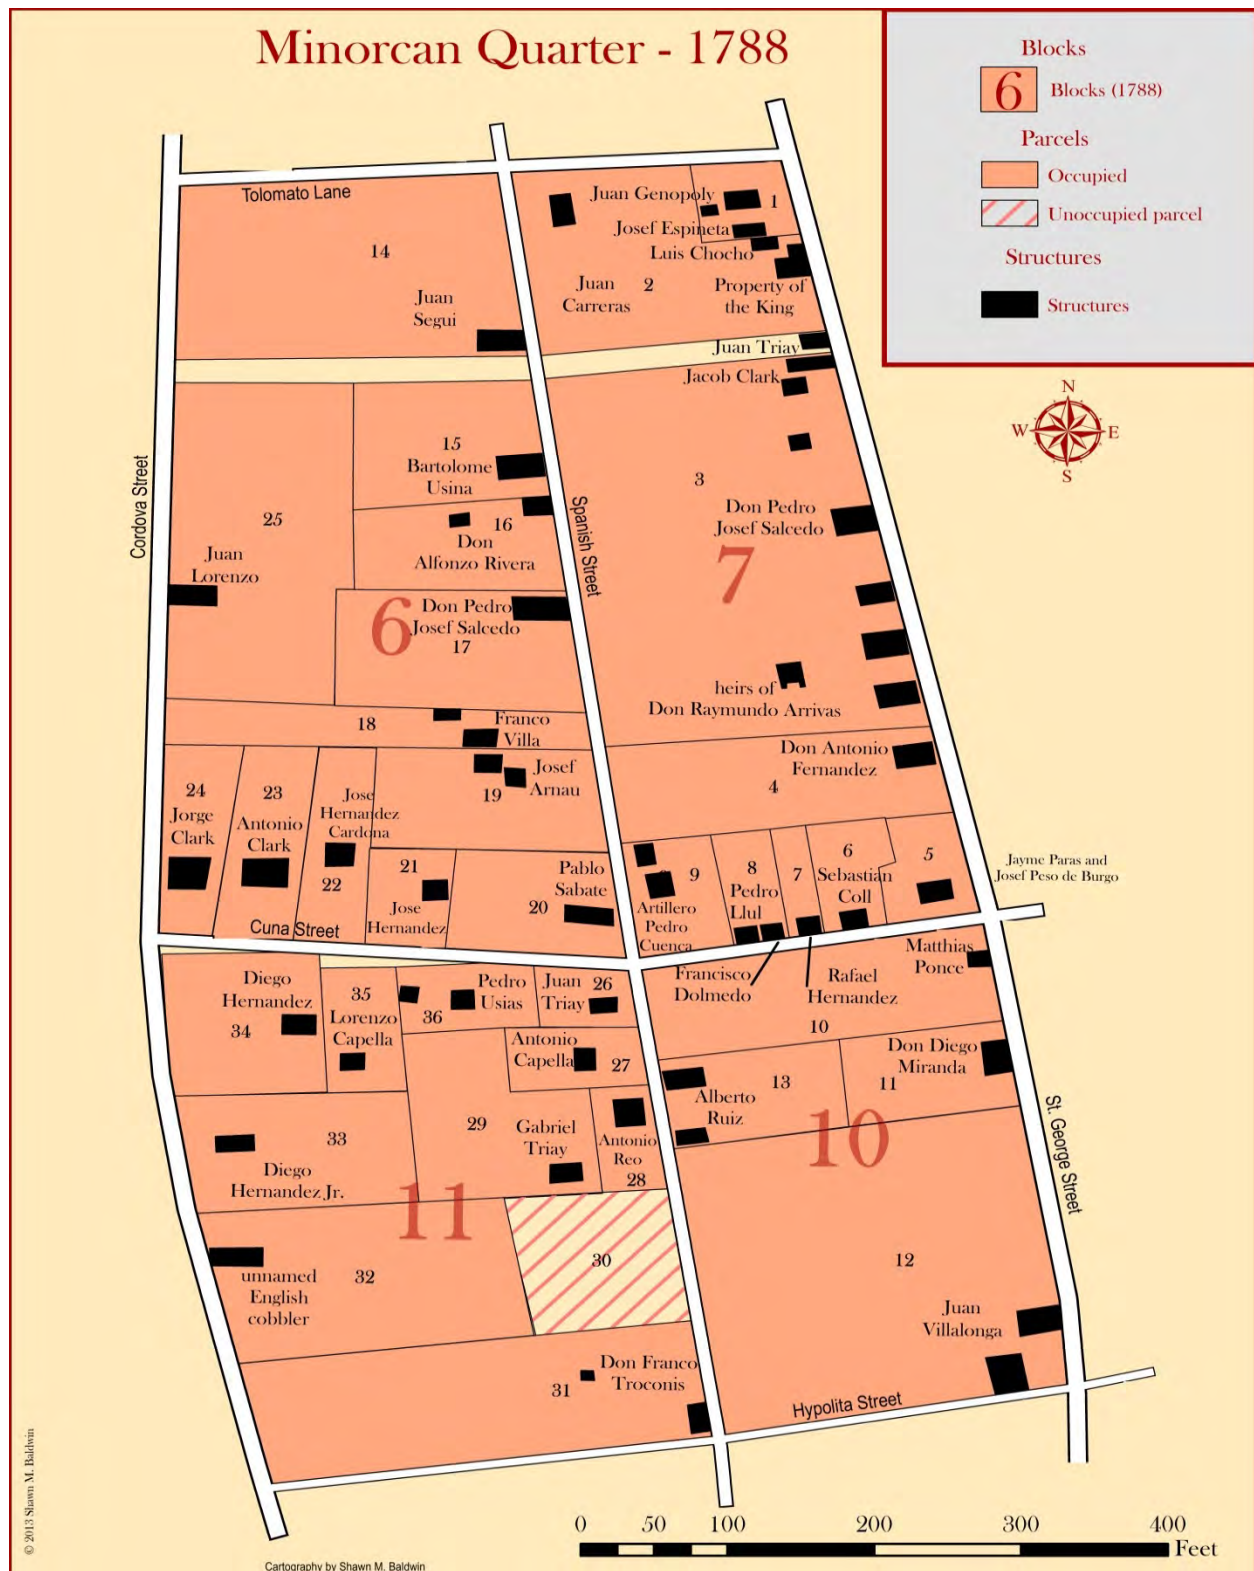 Minorcan Quarter - 1788
Blocks
6
Blocks (1788)
Parcels
Occupied
Unoccupied parcel
Structures
Structures
N
W
E
S
Tolomato Lane
Cordova Street
Spanish Street
St. George Street
Cuna Street
Hypolita Street
14
Juan
Segui
Juan Genopoly
1
Josef Espineta
Luis Chocho
Juan
Carreras
2
Property of
the King
Juan Triay
Jacob Clark
3
Don Pedro
Josef Salcedo
7
heirs of
Don Raymundo Arrivas
Don Antonio
Fernandez
4
15
Bartolome
Usina
16
Don
Alfonzo Rivera
25
Juan
Lorenzo
6
Don Pedro
Josef Salcedo
17
18
Franco
Villa
Josef
Arnau
19
24
Jorge
Clark
23
Antonio
Clark
Jose
Hernandez
Cardona
22
21
Jose
Hernandez
Pablo
Sabate
20
9
Artillero
Pedro
Cuenca
8
Pedro
Llul
7
6
Sebastian
Coll
5
Jayme Paras and
Josef Peso de Burgo
Francisco
Dolmedo
Rafael
Hernandez
Matthias
Ponce
10
Diego
Hernandez
34
35
Lorenzo
Capella
36
Pedro
Usias
Juan
Triay
26
Antonio
Capella
27
Don Diego
Miranda
11
13
Alberto
Ruiz
10
33
Diego
Hernandez Jr.
29
Gabriel
Triay
Antonio
Reo
28
11
unnamed
English
cobbler
32
30
12
Juan
Villalonga
Don Franco
Troconis
31
0 50 100 200 300 400
Feet
© 2013 Shawn M. Baldwin
Cartography by Shawn M. Baldwin